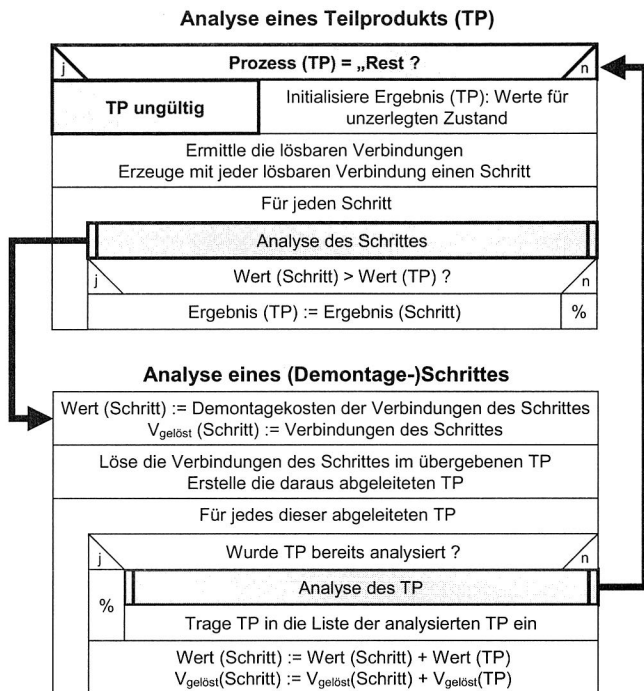 Analyse eines Teilprodukts (TP)
j
Prozess (TP) = „Rest ?
n
TP ungültig
Initialisiere Ergebnis (TP): Werte für
unzerlegten Zustand
Ermittle die lösbaren Verbindungen
Erzeuge mit jeder lösbaren Verbindung einen Schritt
Für jeden Schritt
Analyse des Schrittes
j
Wert (Schritt) > Wert (TP) ?
n
Ergebnis (TP) := Ergebnis (Schritt)
%
Analyse eines (Demontage-)Schrittes
Wert (Schritt) := Demontagekosten der Verbindungen des Schrittes
Vgelöst (Schritt) := Verbindungen des Schrittes
Löse die Verbindungen des Schrittes im übergebenen TP
Erstelle die daraus abgeleiteten TP
Für jedes dieser abgeleiteten TP
j
Wurde TP bereits analysiert ?
n
%
Analyse des TP
Trage TP in die Liste der analysierten TP ein
Wert (Schritt) := Wert (Schritt) + Wert (TP)
Vgelöst(Schritt) := Vgelöst(Schritt) + Vgelöst(TP)